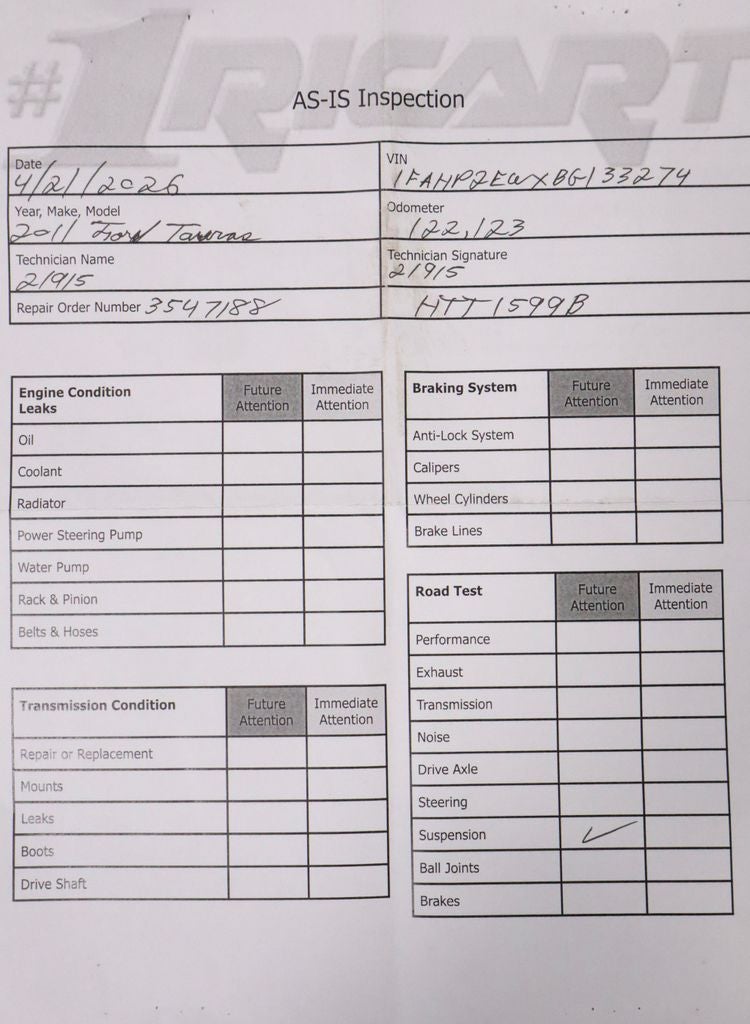 #1RICART
AS-IS Inspection
Date
4/21/2026
VIN
1FAHP2EWXBG133274
Year, Make, Model
2011 Ford Taurus
Odometer
122,123
Technician Name
21915
Technician Signature
21915
Repair Order Number 3547188
HTT1599B
Engine Condition Leaks Future Attention Immediate Attention
Oil
Coolant
Radiator
Power Steering Pump
Water Pump
Rack & Pinion
Belts & Hoses
Transmission Condition Future Attention Immediate Attention
Repair or Replacement
Mounts
Leaks
Boots
Drive Shaft
Braking System Future Attention Immediate Attention
Anti-Lock System
Calipers
Wheel Cylinders
Brake Lines
Road Test Future Attention Immediate Attention
Performance
Exhaust
Transmission
Noise
Drive Axle
Steering
Suspension ✓
Ball Joints
Brakes